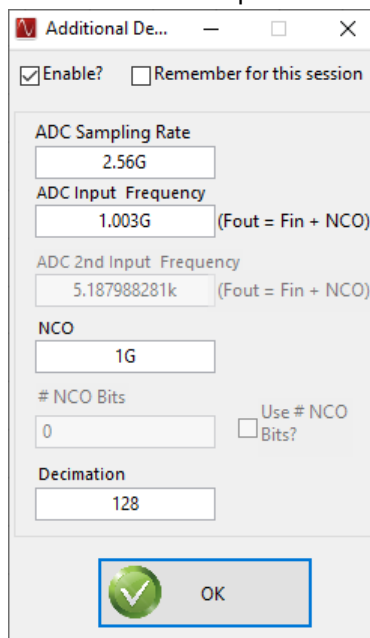 Additional De...
Enable? Remember for this session
ADC Sampling Rate
2.56G
ADC Input Frequency
1.003G (Fout = Fin + NCO)
ADC 2nd Input Frequency
5.187988281k (Fout = Fin + NCO)
NCO
1G
# NCO Bits
0
Use # NCO
Bits?
Decimation
128
OK